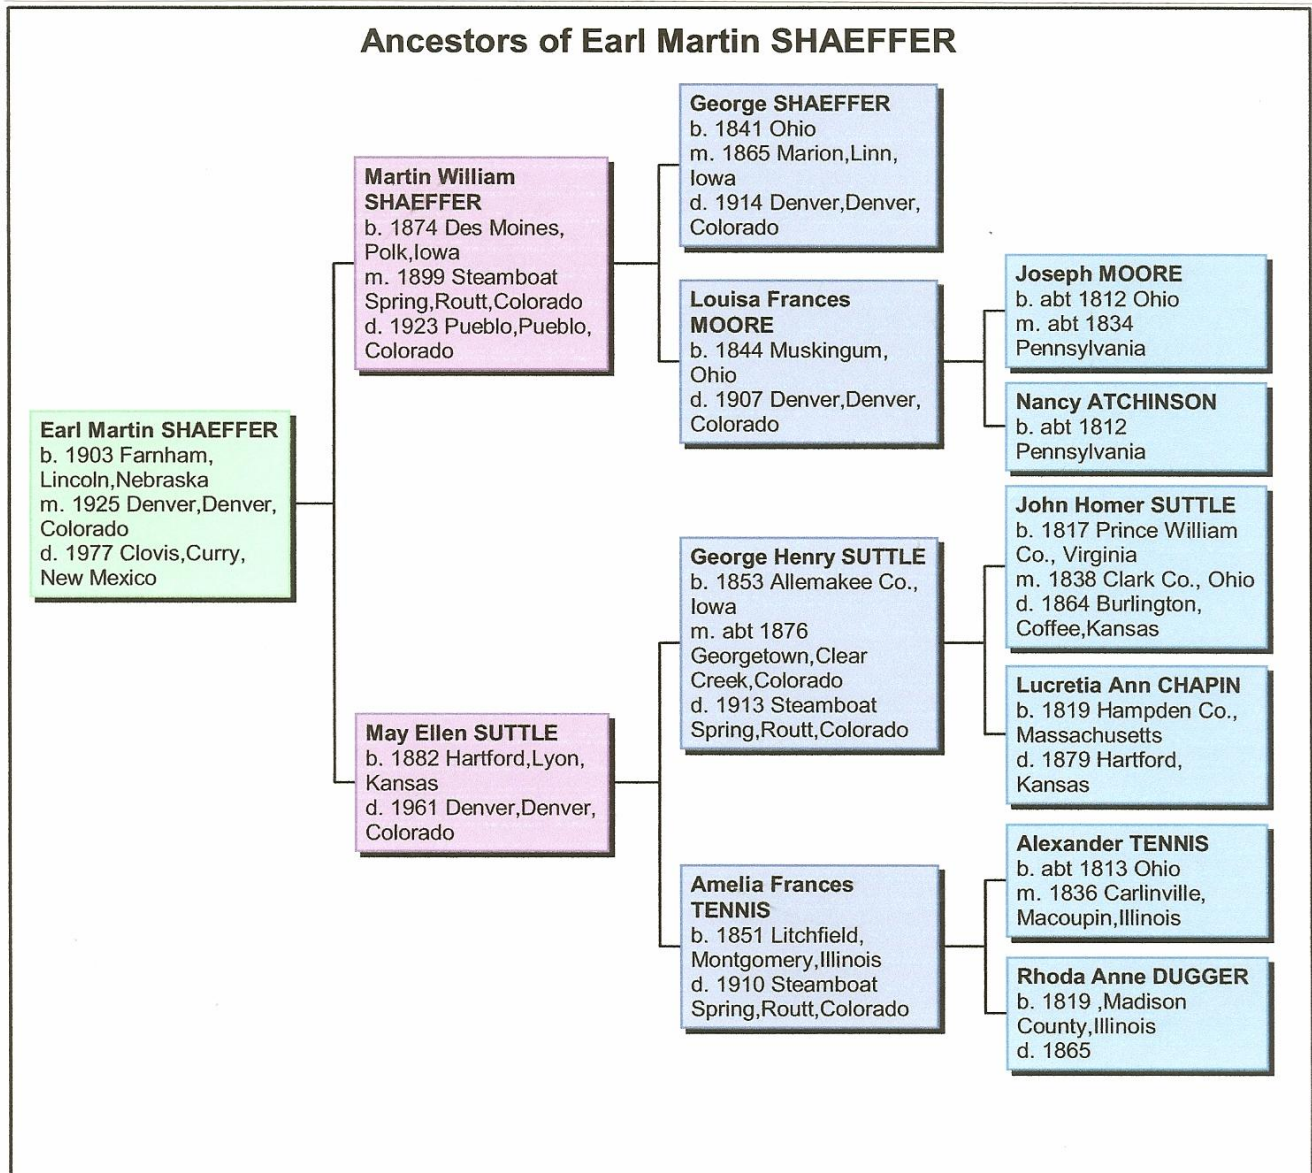 Ancestors of Earl Martin SHAEFFER
Earl Martin SHAEFFER
b. 1903 Farnham,
Lincoln,Nebraska
m. 1925 Denver,Denver,
Colorado
d. 1977 Clovis,Curry,
New Mexico
Martin William
SHAEFFER
b. 1874 Des Moines,
Polk,Iowa
m. 1899 Steamboat
Spring,Routt,Colorado
d. 1923 Pueblo,Pueblo,
Colorado
May Ellen SUTTLE
b. 1882 Hartford,Lyon,
Kansas
d. 1961 Denver,Denver,
Colorado
George SHAEFFER
b. 1841 Ohio
m. 1865 Marion,Linn,
Iowa
d. 1914 Denver,Denver,
Colorado
Louisa Frances
MOORE
b. 1844 Muskingum,
Ohio
d. 1907 Denver,Denver,
Colorado
George Henry SUTTLE
b. 1853 Allemakee Co.,
Iowa
m. abt 1876
Georgetown,Clear
Creek,Colorado
d. 1913 Steamboat
Spring,Routt,Colorado
Amelia Frances
TENNIS
b. 1851 Litchfield,
Montgomery,Illinois
d. 1910 Steamboat
Spring,Routt,Colorado
Joseph MOORE
b. abt 1812 Ohio
m. abt 1834
Pennsylvania
Nancy ATCHINSON
b. abt 1812
Pennsylvania
John Homer SUTTLE
b. 1817 Prince William
Co., Virginia
m. 1838 Clark Co., Ohio
d. 1864 Burlington,
Coffee,Kansas
Lucretia Ann CHAPIN
b. 1819 Hampden Co.,
Massachusetts
d. 1879 Hartford,
Kansas
Alexander TENNIS
b. abt 1813 Ohio
m. 1836 Carlinville,
Macoupin,Illinois
Rhoda Anne DUGGER
b. 1819 ,Madison
County,Illinois
d. 1865